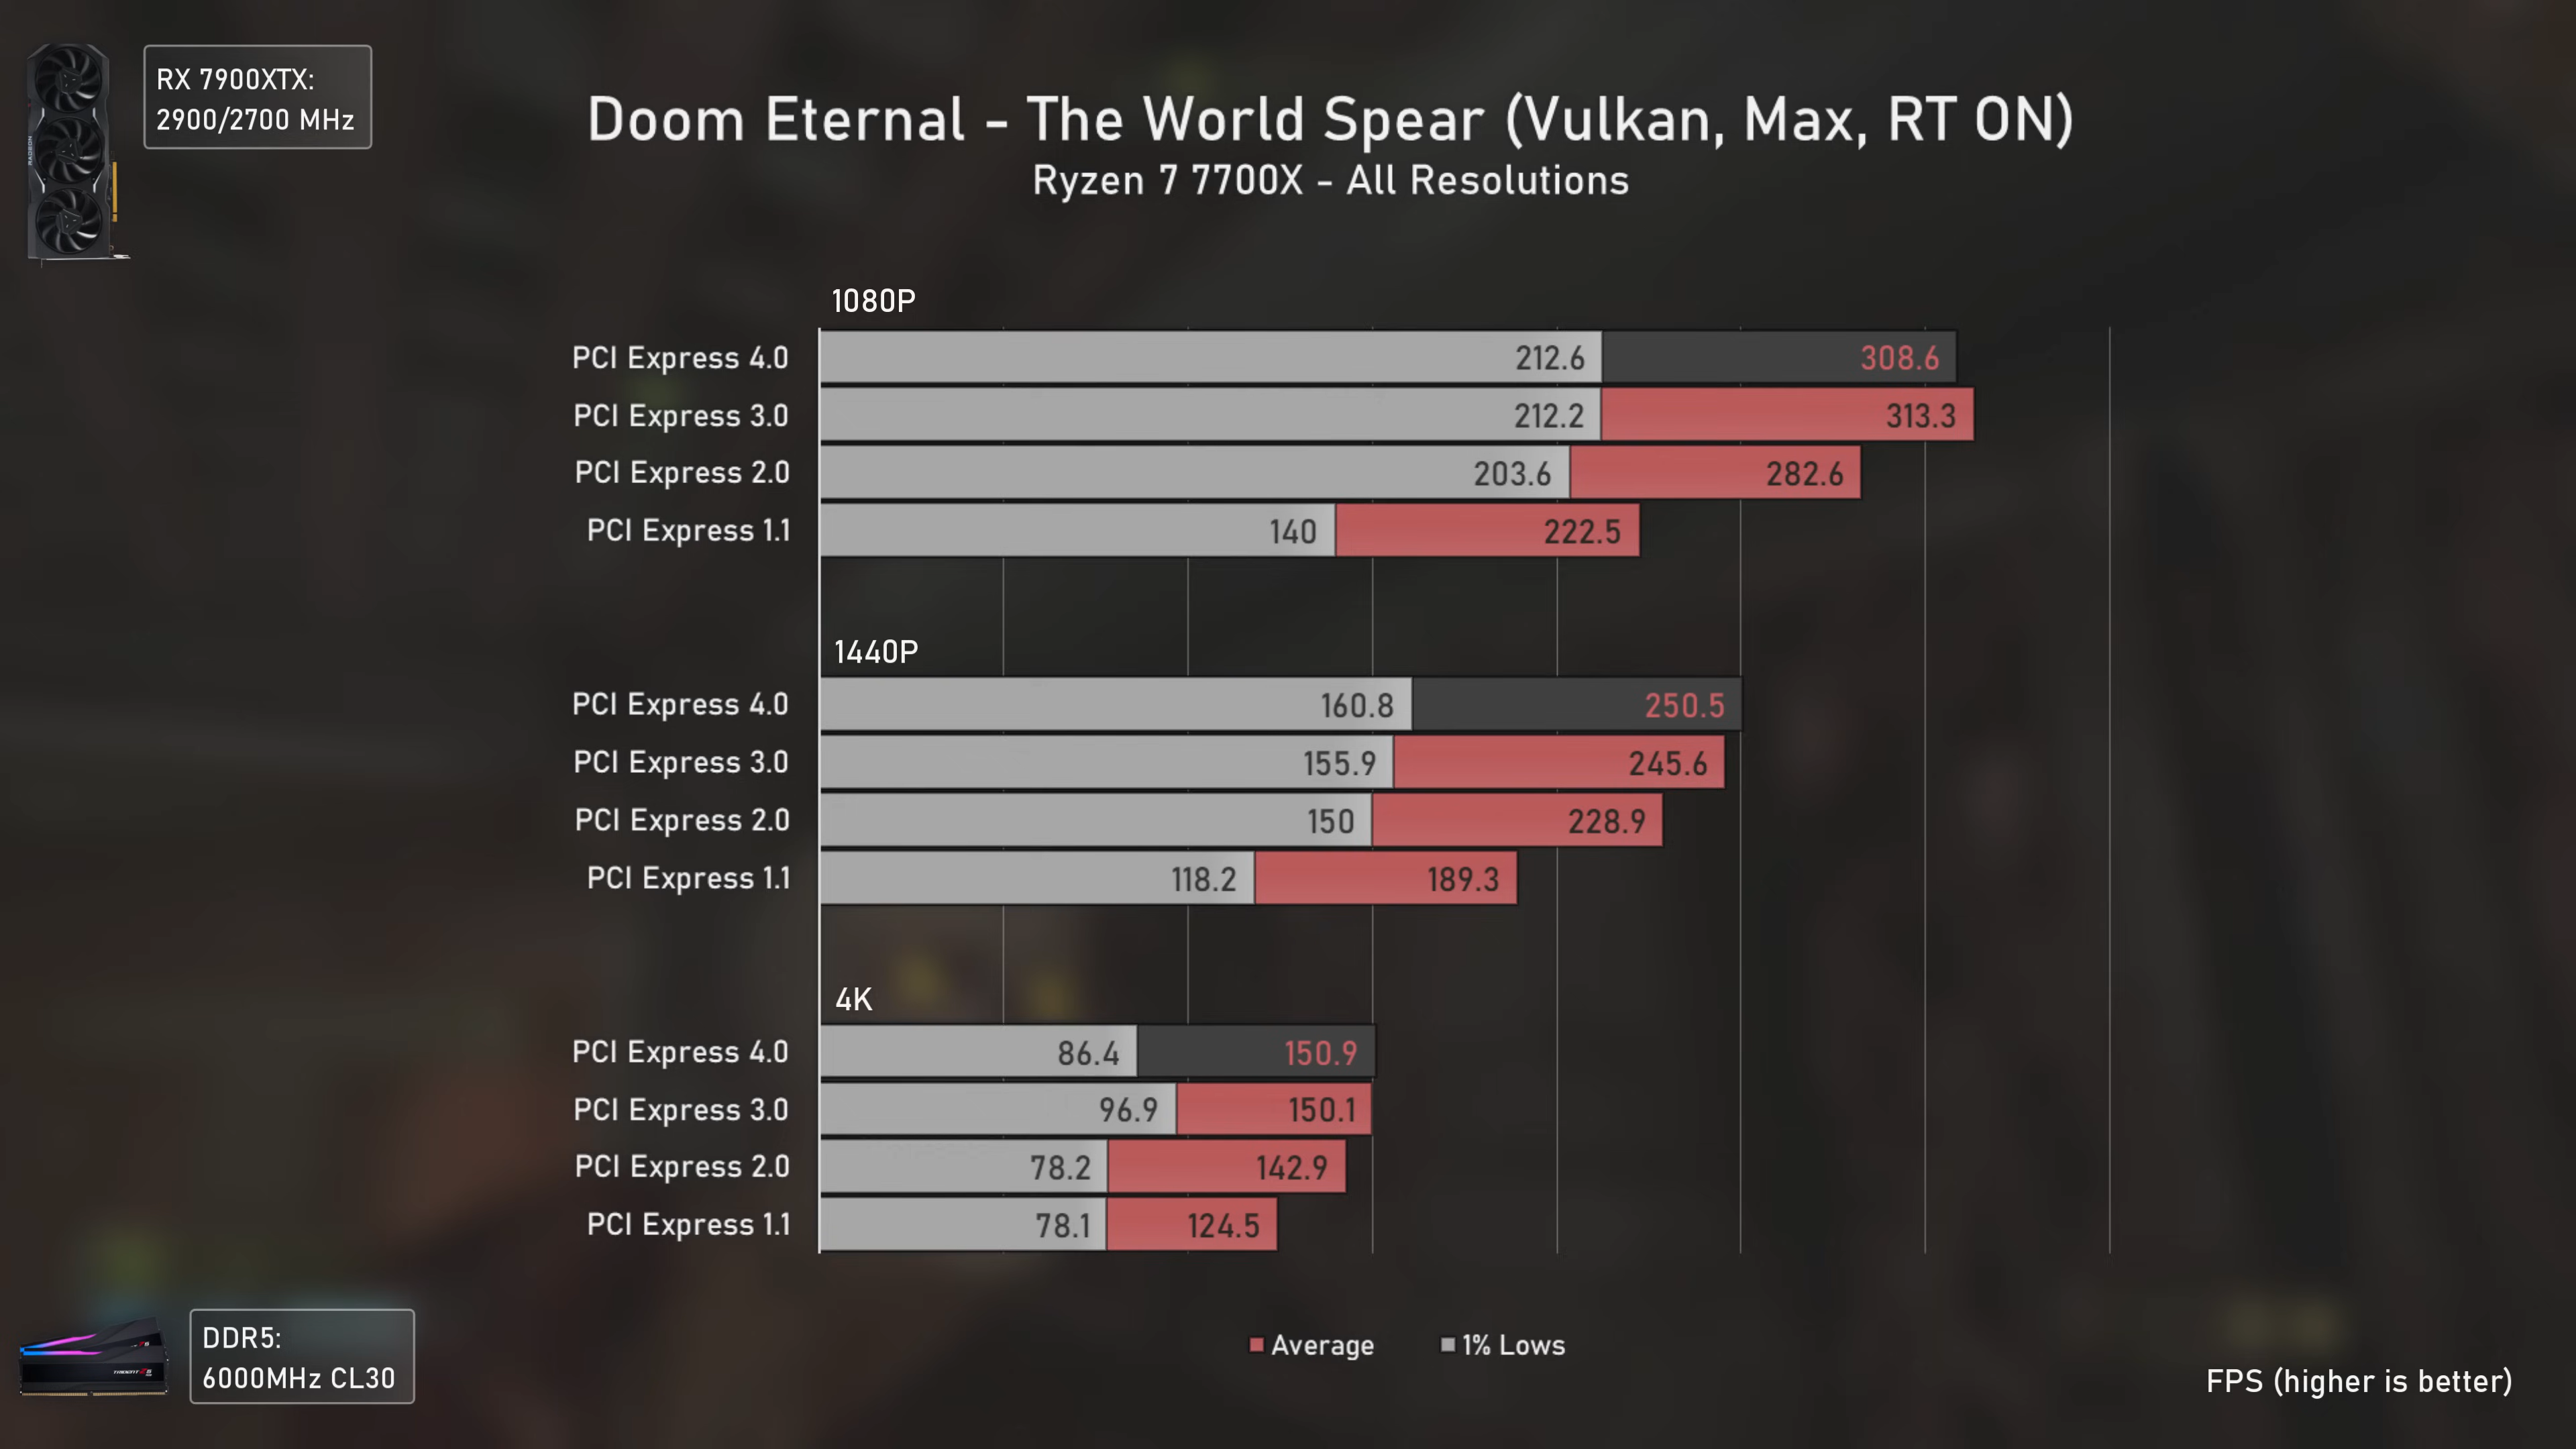 RX 7900XTX:
2900/2700 MHz
Doom Eternal - The World Spear (Vulkan, Max, RT ON)
Ryzen 7 7700X - All Resolutions
1080P
PCI Express 4.0 212.6 308.6
PCI Express 3.0 212.2 313.3
PCI Express 2.0 203.6 282.6
PCI Express 1.1 140 222.5
1440P
PCI Express 4.0 160.8 250.5
PCI Express 3.0 155.9 245.6
PCI Express 2.0 150 228.9
PCI Express 1.1 118.2 189.3
4K
PCI Express 4.0 86.4 150.9
PCI Express 3.0 96.9 150.1
PCI Express 2.0 78.2 142.9
PCI Express 1.1 78.1 124.5
Average 1% Lows
DDR5:
6000MHz CL30
FPS (higher is better)